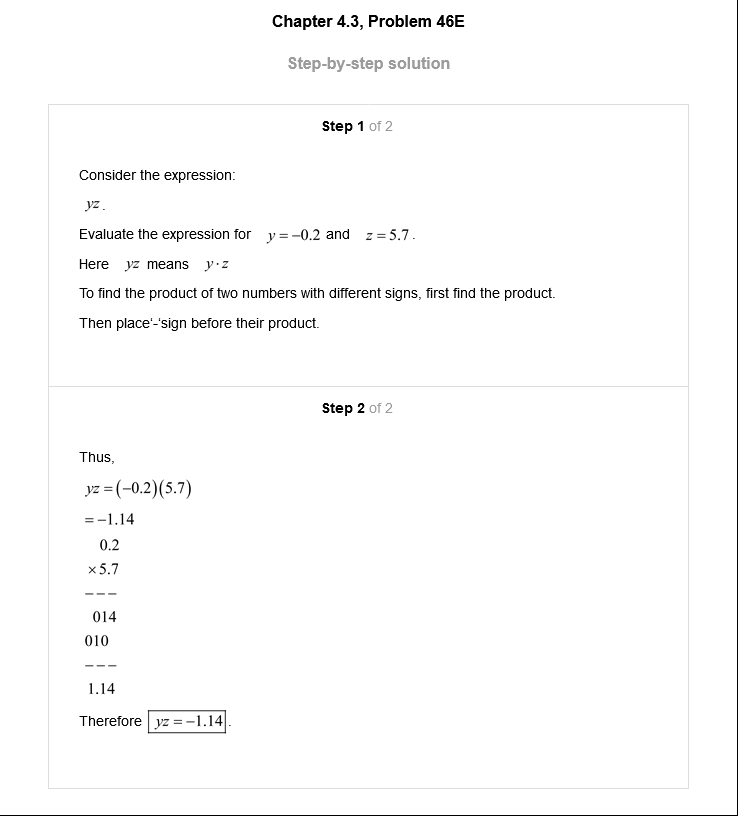 Chapter 4.3, Problem 46E
Step-by-step solution
Step 1 of 2
Consider the expression:
yz.
Evaluate the expression for y = −0.2 and z = 5.7.
Here yz means y · z
To find the product of two numbers with different signs, first find the product.
Then place'-'sign before their product.
Step 2 of 2
Thus,
yz = (−0.2)(5.7)
= −1.14
0.2
×5.7
−−−
014
010
−−−
1.14
Therefore yz = −1.14.